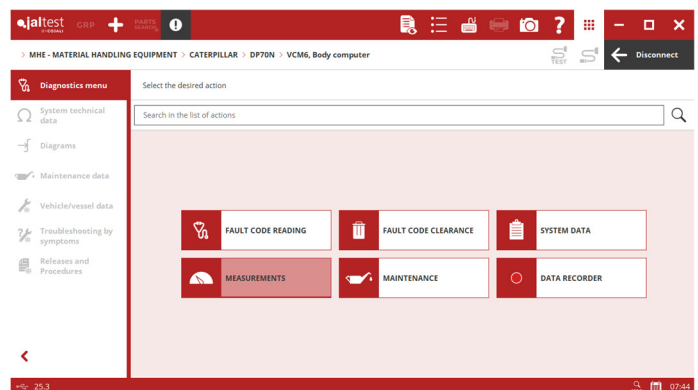 jaltest
BY COJALI
GRP
PARTS
SEARCH
> MHE - MATERIAL HANDLING EQUIPMENT > CATERPILLAR > DP70N > VCM6, Body computer
TEST
Disconnect
Diagnostics menu
Select the desired action
System technical
data
Search in the list of actions
Diagrams
Maintenance data
Vehicle/vessel data
Troubleshooting by
symptoms
Releases and
Procedures
FAULT CODE READING
FAULT CODE CLEARANCE
SYSTEM DATA
MEASUREMENTS
MAINTENANCE
DATA RECORDER
25.3
07:44